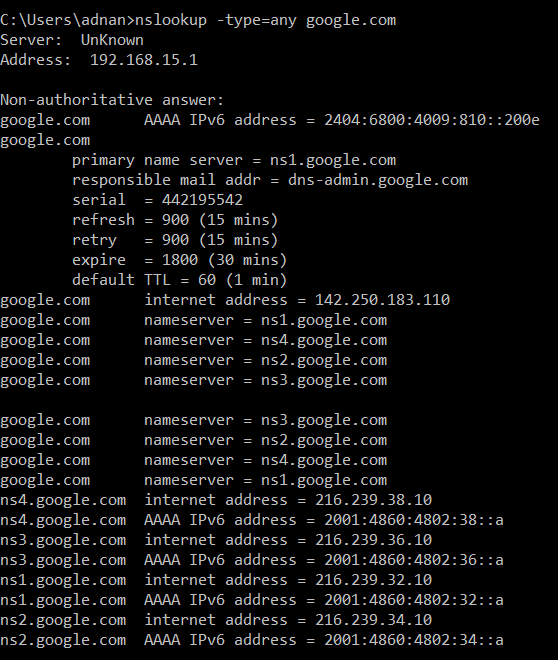 C:\Users\adnan>nslookup -type=any google.com
Server:  UnKnown
Address:  192.168.15.1

Non-authoritative answer:
google.com      AAAA IPv6 address = 2404:6800:4009:810::200e
google.com
        primary name server = ns1.google.com
        responsible mail addr = dns-admin.google.com
        serial  = 442195542
        refresh = 900 (15 mins)
        retry   = 900 (15 mins)
        expire  = 1800 (30 mins)
        default TTL = 60 (1 min)
google.com      internet address = 142.250.183.110
google.com      nameserver = ns1.google.com
google.com      nameserver = ns4.google.com
google.com      nameserver = ns2.google.com
google.com      nameserver = ns3.google.com

google.com      nameserver = ns3.google.com
google.com      nameserver = ns2.google.com
google.com      nameserver = ns4.google.com
google.com      nameserver = ns1.google.com
ns4.google.com  internet address = 216.239.38.10
ns4.google.com  AAAA IPv6 address = 2001:4860:4802:38::a
ns3.google.com  internet address = 216.239.36.10
ns3.google.com  AAAA IPv6 address = 2001:4860:4802:36::a
ns1.google.com  internet address = 216.239.32.10
ns1.google.com  AAAA IPv6 address = 2001:4860:4802:32::a
ns2.google.com  internet address = 216.239.34.10
ns2.google.com  AAAA IPv6 address = 2001:4860:4802:34::a